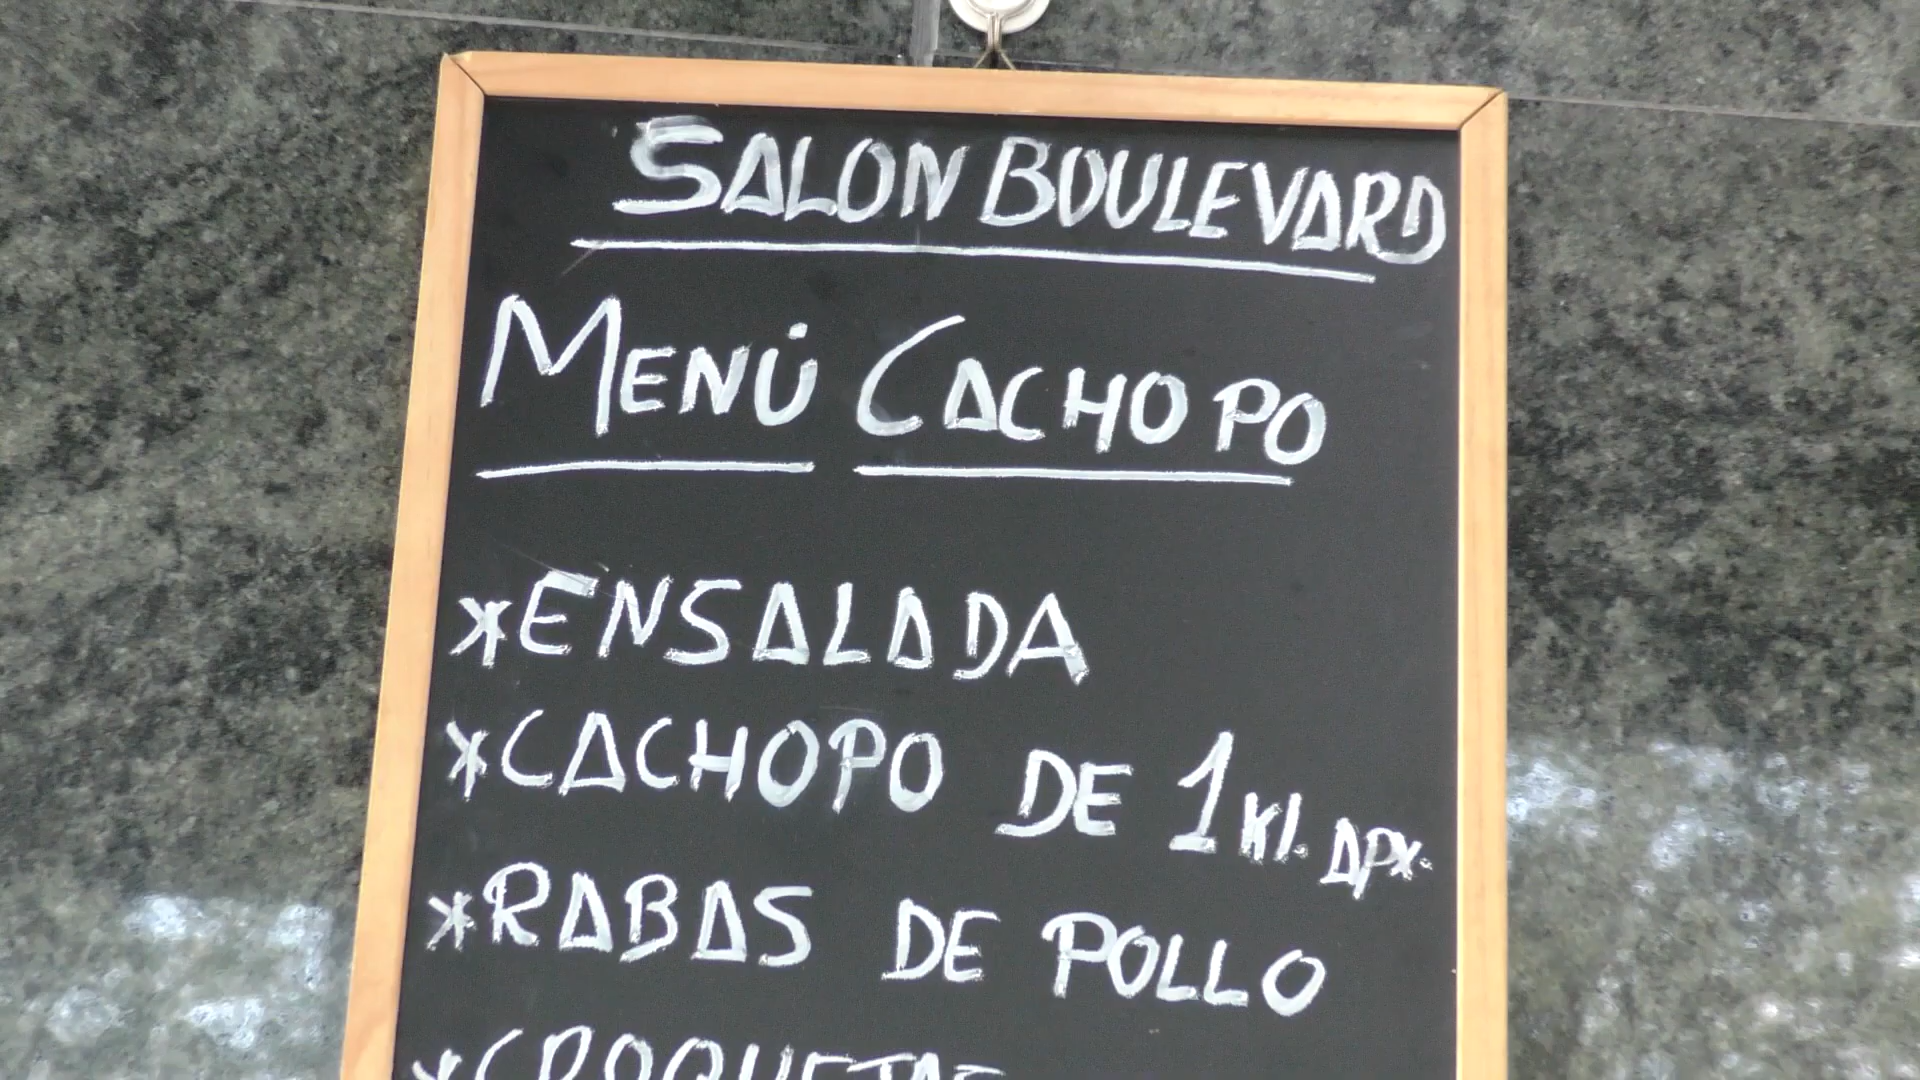 SALON BOULEVARD
MENÚ CACHOPO
*ENSALADA
*CACHOPO DE 1 Kl. APX.
*RABAS DE POLLO
*CROQUETAS